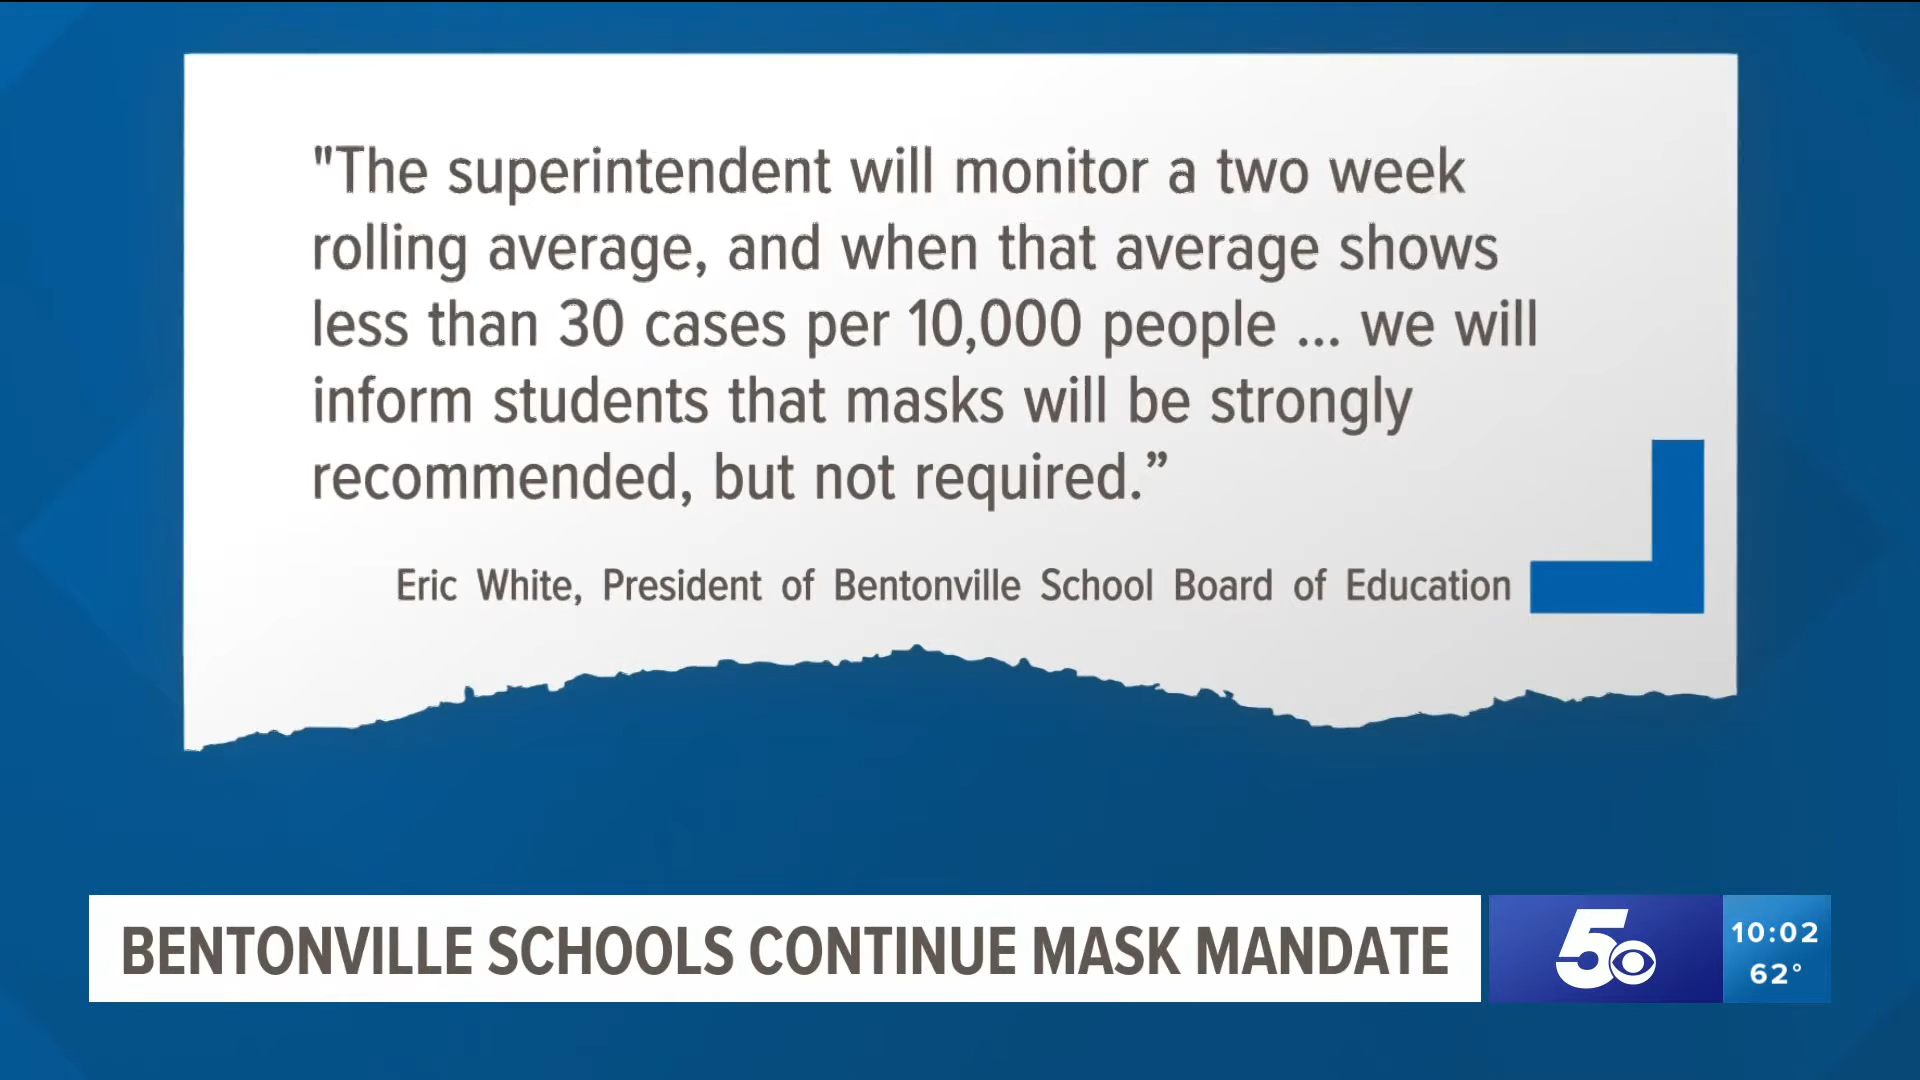 "The superintendent will monitor a two week
rolling average, and when that average shows
less than 30 cases per 10,000 people ... we will
inform students that masks will be strongly
recommended, but not required.”
Eric White, President of Bentonville School Board of Education
BENTONVILLE SCHOOLS CONTINUE MASK MANDATE
5
10:02
62°